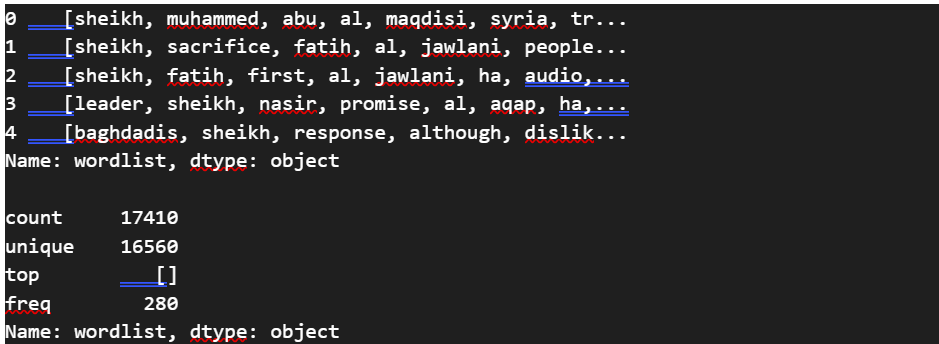 0    [sheikh, muhammed, abu, al, maqdisi, syria, tr...
1    [sheikh, sacrifice, fatih, al, jawlani, people...
2    [sheikh, fatih, first, al, jawlani, ha, audio,...
3    [leader, sheikh, nasir, promise, al, aqap, ha,...
4    [baghdadis, sheikh, response, although, dislik...
Name: wordlist, dtype: object

count     17410
unique    16560
top          []
freq        280
Name: wordlist, dtype: object